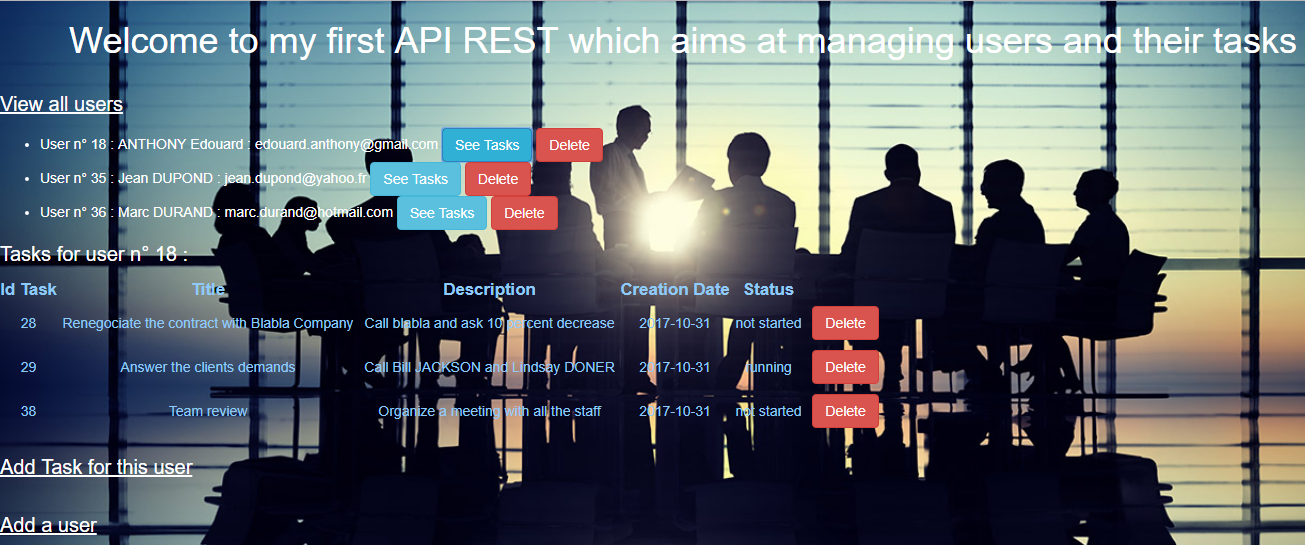 Welcome to my first API REST which aims at managing users and their tasks
View all users
User n° 18 : ANTHONY Edouard : edouard.anthony@gmail.com See Tasks Delete
User n° 35 : Jean DUPOND : jean.dupond@yahoo.fr See Tasks Delete
User n° 36 : Marc DURAND : marc.durand@hotmail.com See Tasks Delete
Tasks for user n° 18 :
Id Task Title Description Creation Date Status
28 Renegociate the contract with Blabla Company Call blabla and ask 10 percent decrease 2017-10-31 not started Delete
29 Answer the clients demands Call Bill JACKSON and Lindsay DONER 2017-10-31 running Delete
38 Team review Organize a meeting with all the staff 2017-10-31 not started Delete
Add Task for this user
Add a user